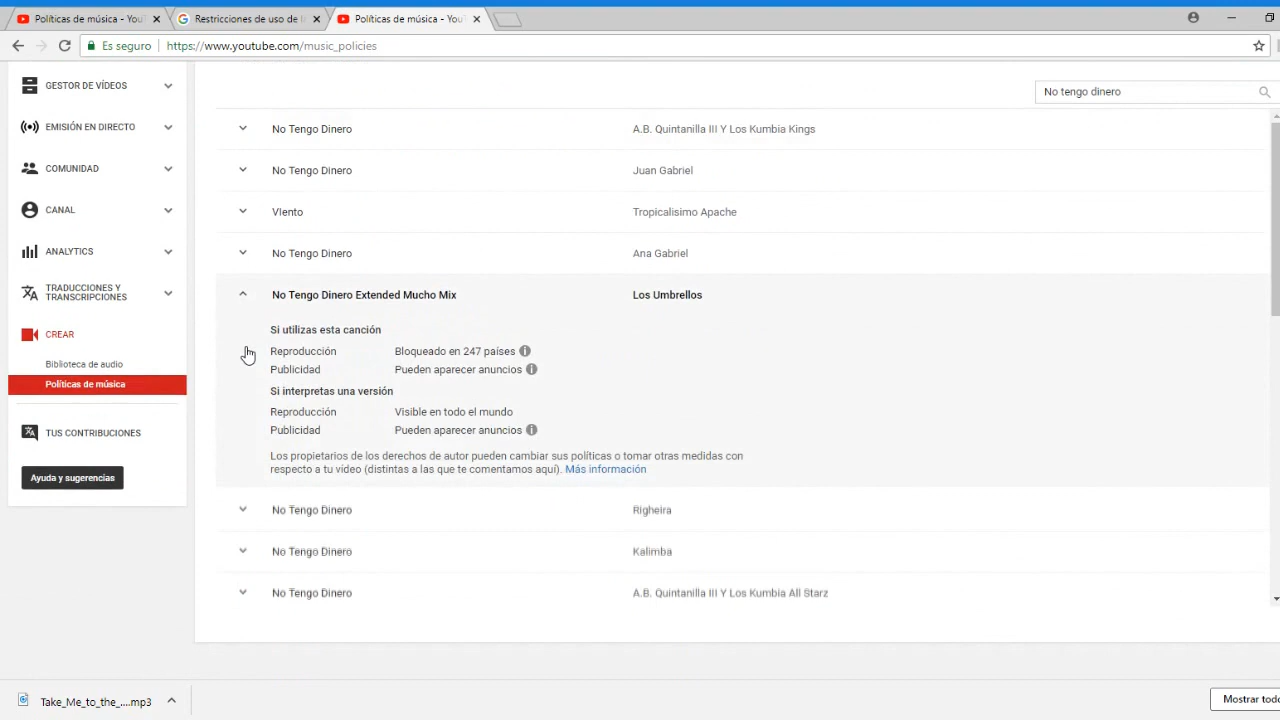 Políticas de música - You
Restricciones de uso de
Políticas de música - You
Es seguro
https://www.youtube.com/music_policies
GESTOR DE VÍDEOS
No tengo dinero
No Tengo Dinero A.B. Quintanilla III Y Los Kumbia Kings
EMISIÓN EN DIRECTO
COMUNIDAD
No Tengo Dinero Juan Gabriel
CANAL
VIento Tropicalisimo Apache
ANALYTICS
No Tengo Dinero Ana Gabriel
TRADUCCIONES Y
TRANSCRIPCIONES
No Tengo Dinero Extended Mucho Mix Los Umbrellos
CREAR
Si utilizas esta canción
Reproducción Bloqueado en 247 países
Biblioteca de audio
Publicidad Pueden aparecer anuncios
Políticas de música
Si interpretas una versión
Reproducción Visible en todo el mundo
Publicidad Pueden aparecer anuncios
TUS CONTRIBUCIONES
Los propietarios de los derechos de autor pueden cambiar sus políticas o tomar otras medidas con
respecto a tu vídeo (distintas a las que te comentamos aquí). Más información
Ayuda y sugerencias
No Tengo Dinero Righeira
No Tengo Dinero Kalimba
No Tengo Dinero A.B. Quintanilla III Y Los Kumbia All Starz
Take_Me_to_the_....mp3
Mostrar todo